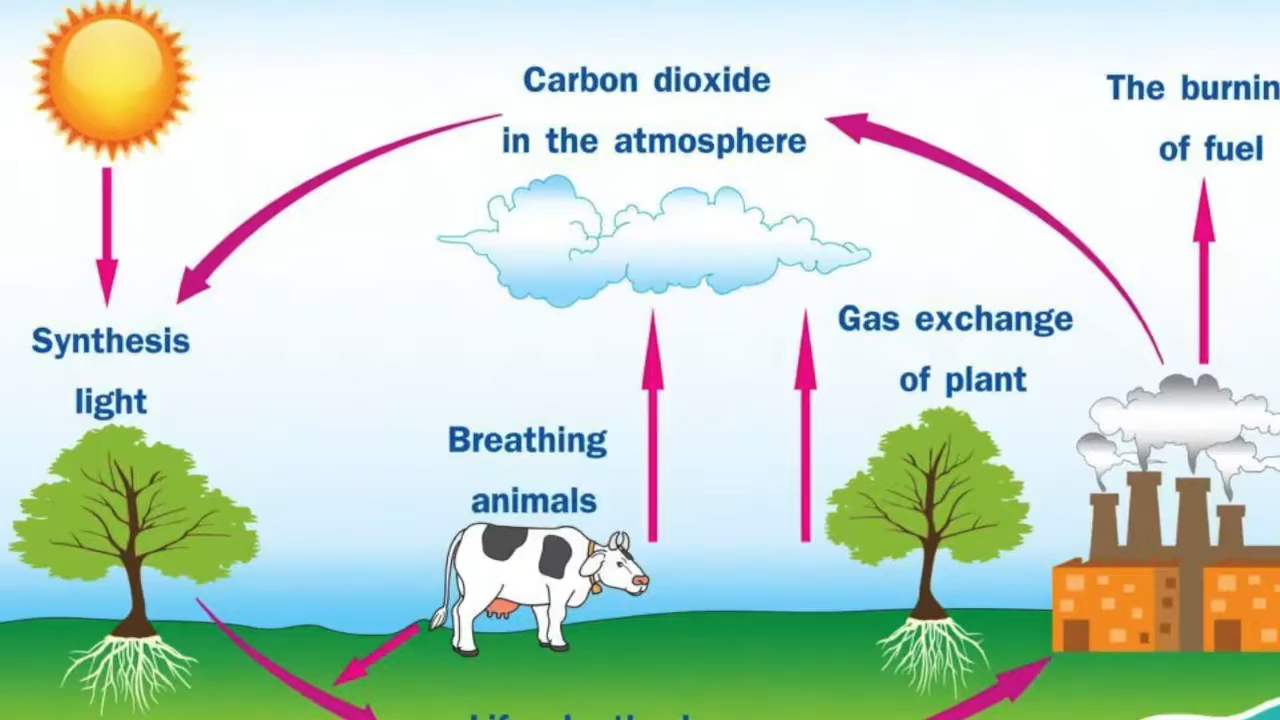 Carbon dioxide
in the atmosphere
The burnin
of fuel
Synthesis
light
Gas exchange
of plant
Breathing
animals